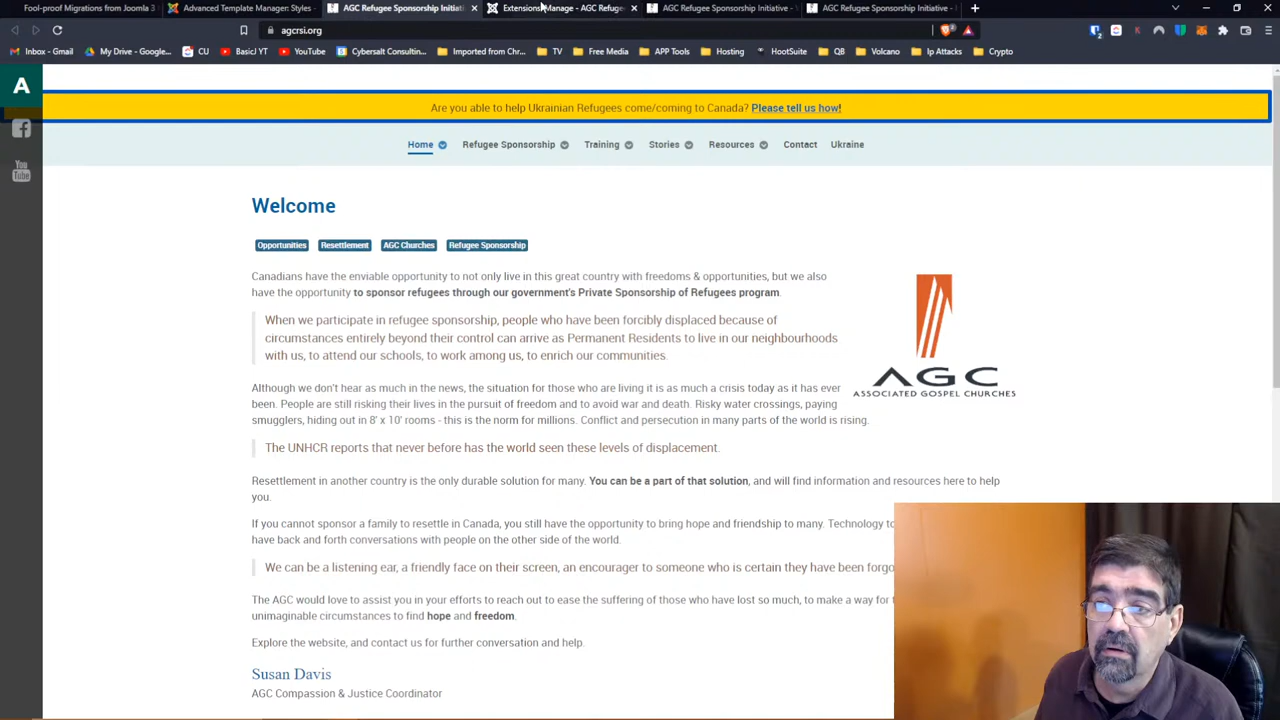 Fool-proof Migrations from Joomla 3
Advanced Template Manager: Styles -
AGC Refugee Sponsorship Initiati
Extensions: Manage - AGC Refuge
AGC Refugee Sponsorship Initiative -
AGC Refugee Sponsorship Initiative -
agcrsi.org
Inbox - Gmail
My Drive - Google...
CU
BasicJ YT
YouTube
Cybersalt Consulting...
Imported from Chr...
TV
Free Media
APP Tools
Hosting
HootSuite
QB
Volcano
Ip Attacks
Crypto
A
Are you able to help Ukrainian Refugees come/coming to Canada? Please tell us how!
Home Refugee Sponsorship Training Stories Resources Contact Ukraine
Welcome
Opportunities Resettlement AGC Churches Refugee Sponsorship
Canadians have the enviable opportunity to not only live in this great country with freedoms & opportunities, but we also
have the opportunity to sponsor refugees through our government's Private Sponsorship of Refugees program.
When we participate in refugee sponsorship, people who have been forcibly displaced because of
circumstances entirely beyond their control can arrive as Permanent Residents to live in our neighbourhoods
with us, to attend our schools, to work among us, to enrich our communities.
AGC
ASSOCIATED GOSPEL CHURCHES
Although we don't hear as much in the news, the situation for those who are living it is as much a crisis today as it has ever
been. People are still risking their lives in the pursuit of freedom and to avoid war and death. Risky water crossings, paying
smugglers, hiding out in 8' x 10' rooms - this is the norm for millions. Conflict and persecution in many parts of the world is rising.
The UNHCR reports that never before has the world seen these levels of displacement.
Resettlement in another country is the only durable solution for many. You can be a part of that solution, and will find information and resources here to help
you.
If you cannot sponsor a family to resettle in Canada, you still have the opportunity to bring hope and friendship to many. Technology to
have back and forth conversations with people on the other side of the world.
We can be a listening ear, a friendly face on their screen, an encourager to someone who is certain they have been forgo
The AGC would love to assist you in your efforts to reach out to ease the suffering of those who have lost so much, to make a way for
unimaginable circumstances to find hope and freedom.
Explore the website, and contact us for further conversation and help.
Susan Davis
AGC Compassion & Justice Coordinator
You
Tube